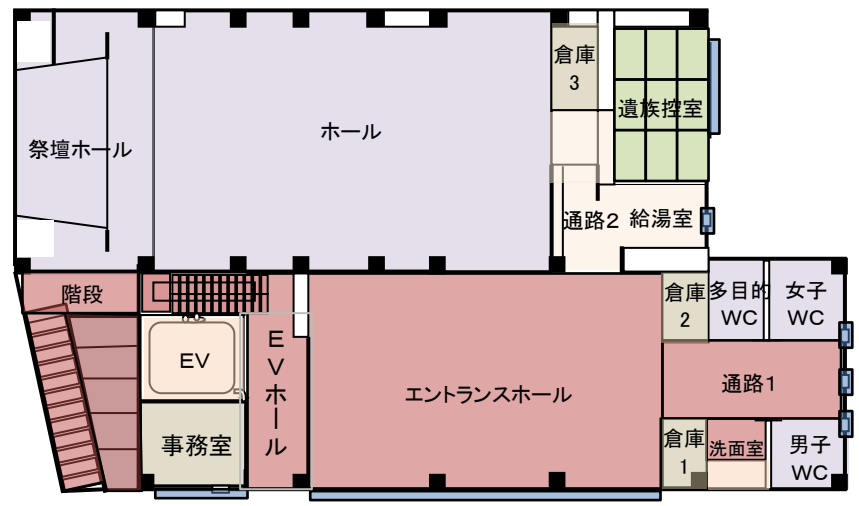 倉庫
3
遺族控室
ホール
祭壇ホール
通路2
給湯室
階段
倉庫
2
多目的
WC
女子
WC
EV
EVホール
エントランスホール
通路1
事務室
倉庫
1
洗面室
男子
WC